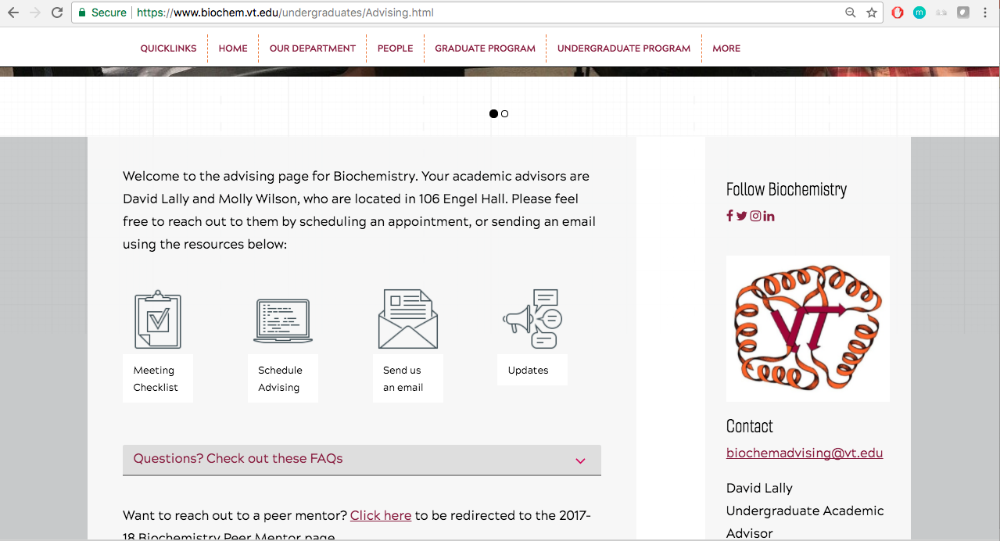 Secure https://www.biochem.vt.edu/undergraduates/Advising.html
QUICKLINKS HOME OUR DEPARTMENT PEOPLE GRADUATE PROGRAM UNDERGRADUATE PROGRAM MORE
Welcome to the advising page for Biochemistry. Your academic advisors are
David Lally and Molly Wilson, who are located in 106 Engel Hall. Please feel
free to reach out to them by scheduling an appointment, or sending an email
using the resources below:
Meeting
Checklist
Schedule
Advising
Send us
an email
Updates
Questions? Check out these FAQs
Want to reach out to a peer mentor? Click here to be redirected to the 2017-
18 Biochemistry Peer Mentor page
Follow Biochemistry
VT
Contact
biochemadvising@vt.edu
David Lally
Undergraduate Academic
Advisor